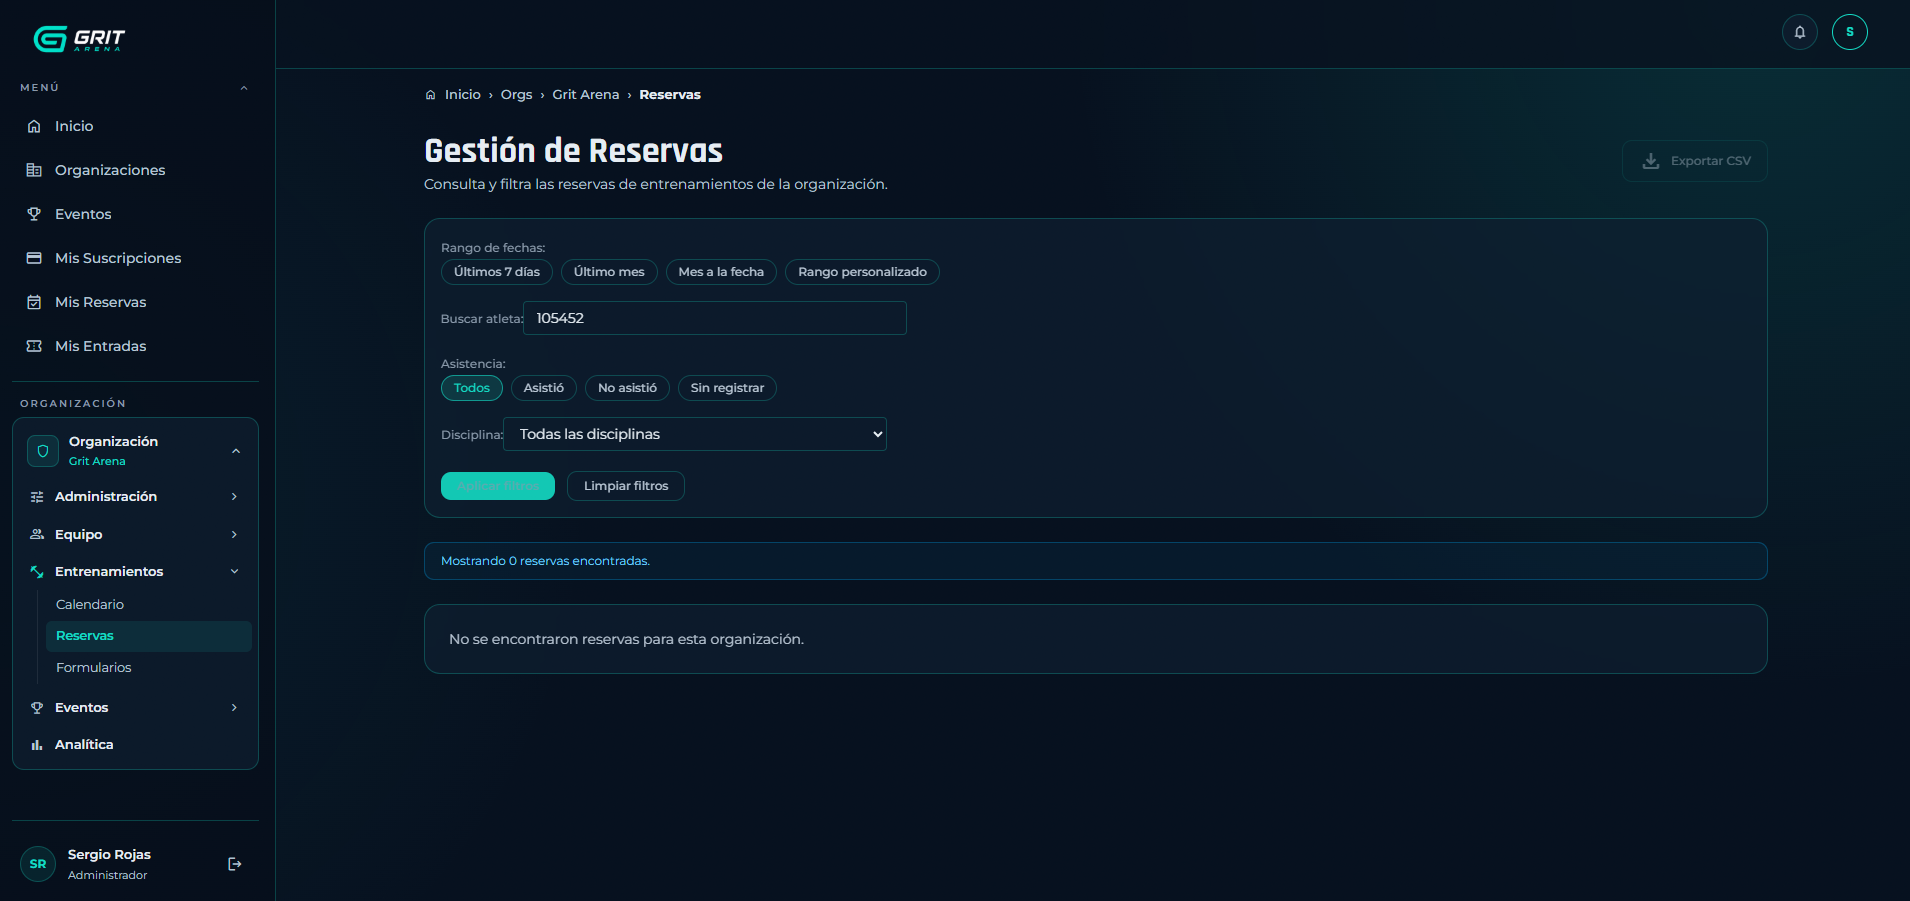 GRIT
ARENA
MENÚ
Inicio
Organizaciones
Eventos
Mis Suscripciones
Mis Reservas
Mis Entradas
ORGANIZACIÓN
Organización
Grit Arena
Administración
Equipo
Entrenamientos
Calendario
Reservas
Formularios
Eventos
Analítica
SR
Sergio Rojas
Administrador
S
Inicio › Orgs › Grit Arena › Reservas
Gestión de Reservas
Consulta y filtra las reservas de entrenamientos de la organización.
Exportar CSV
Rango de fechas:
Últimos 7 días Último mes Mes a la fecha Rango personalizado
Buscar atleta: 105452
Asistencia:
Todos Asistió No asistió Sin registrar
Disciplina: Todas las disciplinas
Limpiar filtros
Mostrando 0 reservas encontradas.
No se encontraron reservas para esta organización.